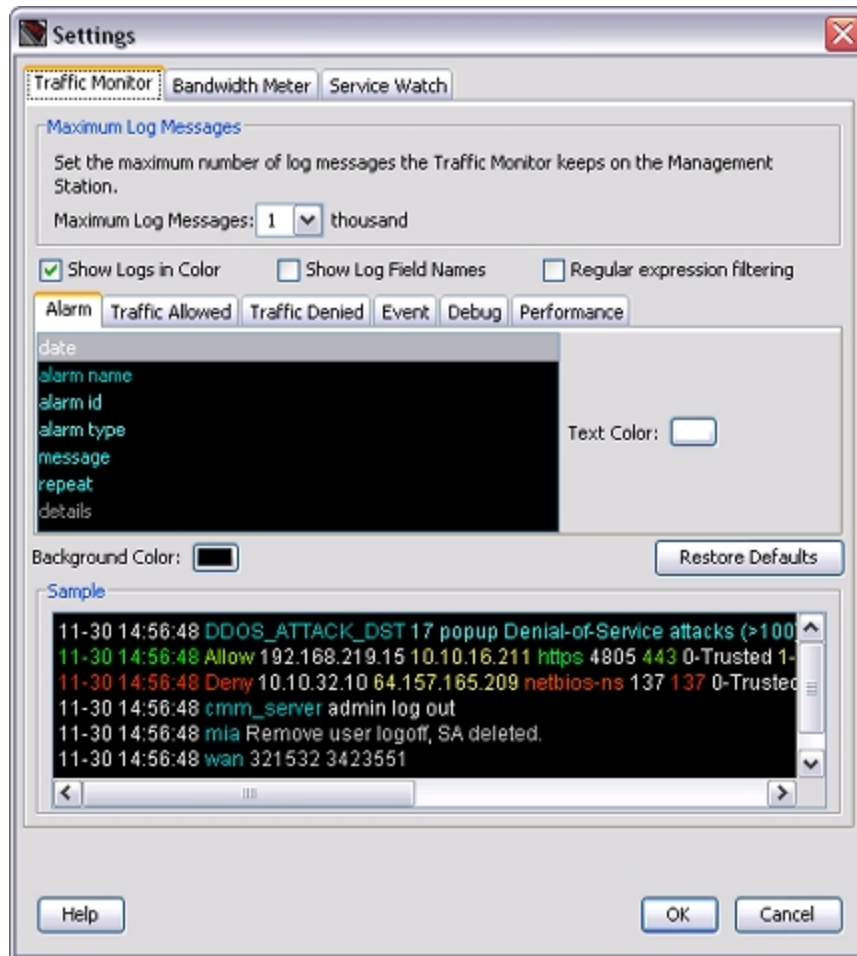 Settings
Traffic Monitor Bandwidth Meter Service Watch
Maximum Log Messages
Set the maximum number of log messages the Traffic Monitor keeps on the Management
Station.
Maximum Log Messages: 1 thousand
Show Logs in Color Show Log Field Names Regular expression filtering
Alarm Traffic Allowed Traffic Denied Event Debug Performance
date
alarm name
alarm id
alarm type
message
repeat
details
Text Color:
Background Color: Restore Defaults
Sample
11-30 14:56:48 DDOS_ATTACK_DST 17 popup Denial-of-Service attacks (>100
11-30 14:56:48 Allow 192.168.219.15 10.10.16.211 https 4805 443 0-Trusted 1-
11-30 14:56:48 Deny 10.10.32.10 64.157.165.209 netbios-ns 137 137 0-Trusted
11-30 14:56:48 cmm_server admin log out
11-30 14:56:48 mia Remove user logoff, SA deleted.
11-30 14:56:48 wan 321532 3423551
Help OK Cancel